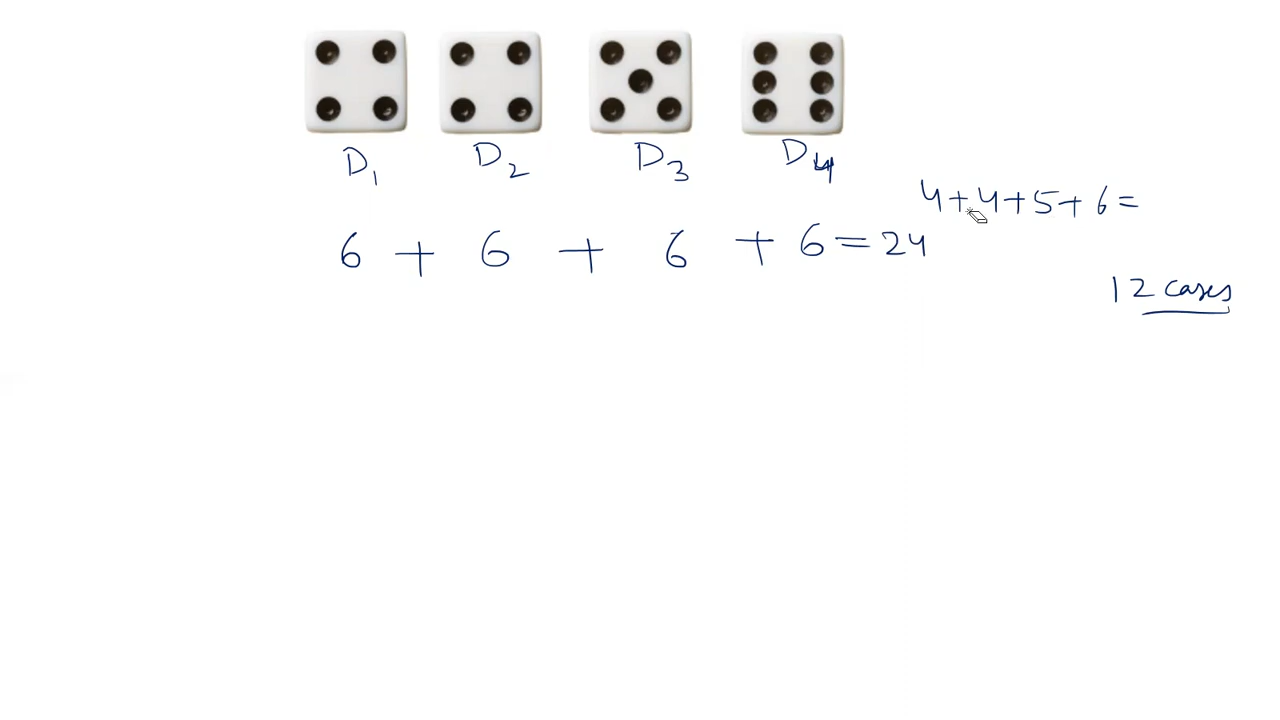 D1 D2 D3 D4
4+4+5+6=
6 + 6 + 6 + 6 = 24
12 cases